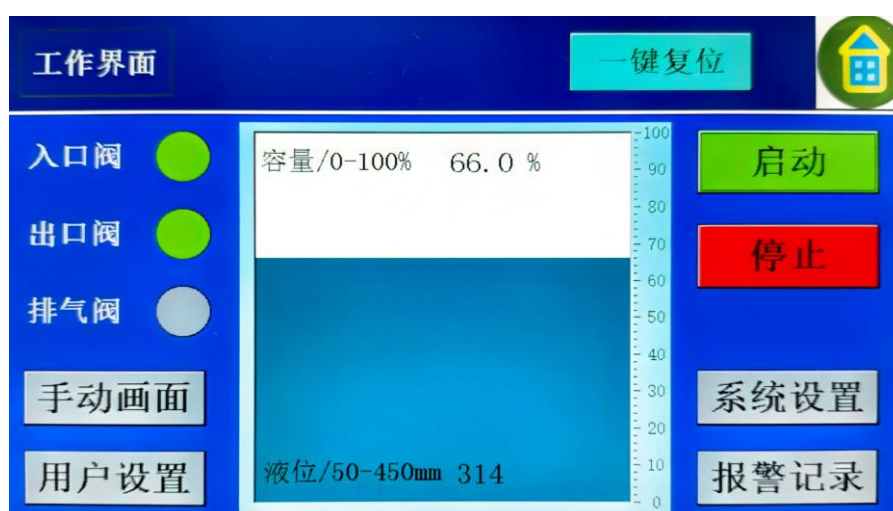 工作界面
一键复位
入口阀
出口阀
排气阀
手动画面
用户设置
容量/0-100% 66.0 %
液位/50-450mm 314
100
90
80
70
60
50
40
30
20
10
0
启动
停止
系统设置
报警记录